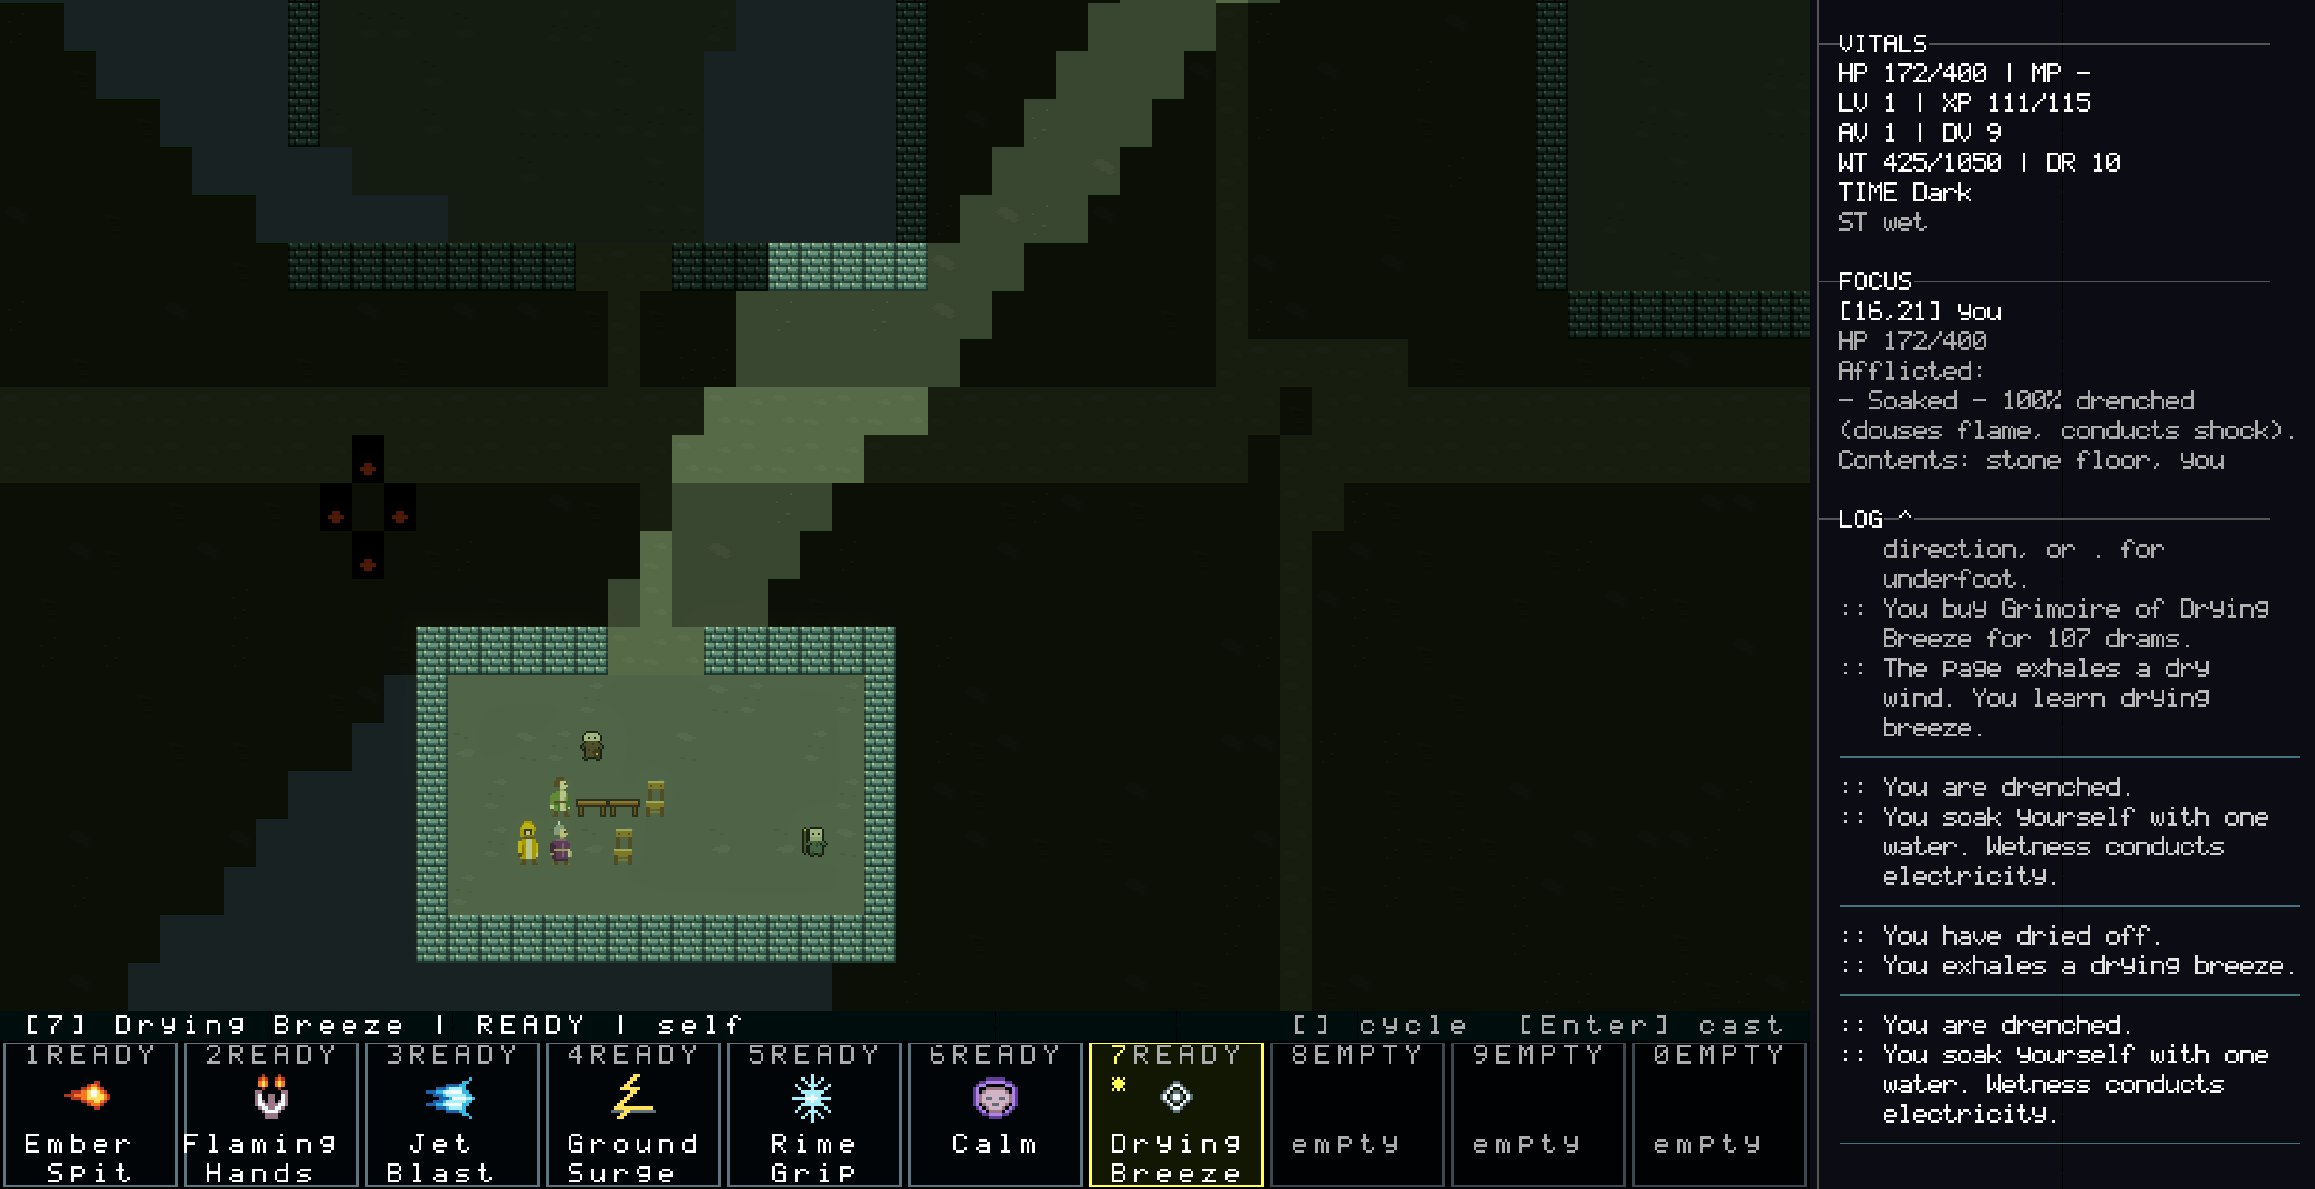 VITALS
HP 172/400 | MP -
LV 1 | XP 111/115
AV 1 | DV 9
WT 425/1050 | DR 10
TIME Dark
ST wet
FOCUS
[16,21] you
HP 172/400
Afflicted:
- Soaked - 100% drenched
(douses flame, conducts shock).
Contents: stone floor, you
LOG ^
direction, or . for
underfoot.
:: You buy Grimoire of Drying
Breeze for 107 drams.
:: The page exhales a dry
wind. You learn drying
breeze.
:: You are drenched.
:: You soak yourself with one
water. Wetness conducts
electricity.
:: You have dried off.
:: You exhales a drying breeze.
:: You are drenched.
:: You soak yourself with one
water. Wetness conducts
electricity.
[7] Drying Breeze | READY | self
[] cycle [Enter] cast
1READY
Ember
Spit
2READY
Flaming
Hands
3READY
Jet
Blast
4READY
Ground
Surge
5READY
Rime
Grip
6READY
Calm
7READY
*
Drying
Breeze
8EMPTY
empty
9EMPTY
empty
0EMPTY
empty